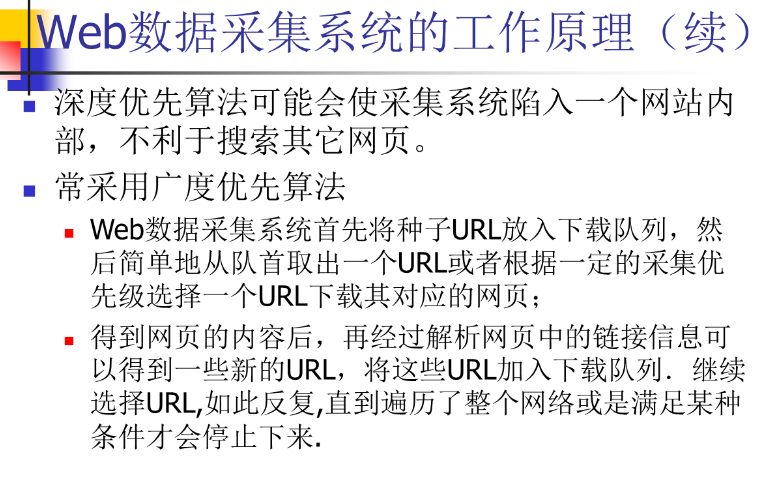 Web数据采集系统的工作原理（续）
深度优先算法可能会使采集系统陷入一个网站内
部，不利于搜索其它网页。
常采用广度优先算法
Web数据采集系统首先将种子URL放入下载队列，然
后简单地从队首取出一个URL或者根据一定的采集优
先级选择一个URL下载其对应的网页；
得到网页的内容后，再经过解析网页中的链接信息可
以得到一些新的URL，将这些URL加入下载队列．继续
选择URL,如此反复,直到遍历了整个网络或是满足某种
条件才会停止下来.